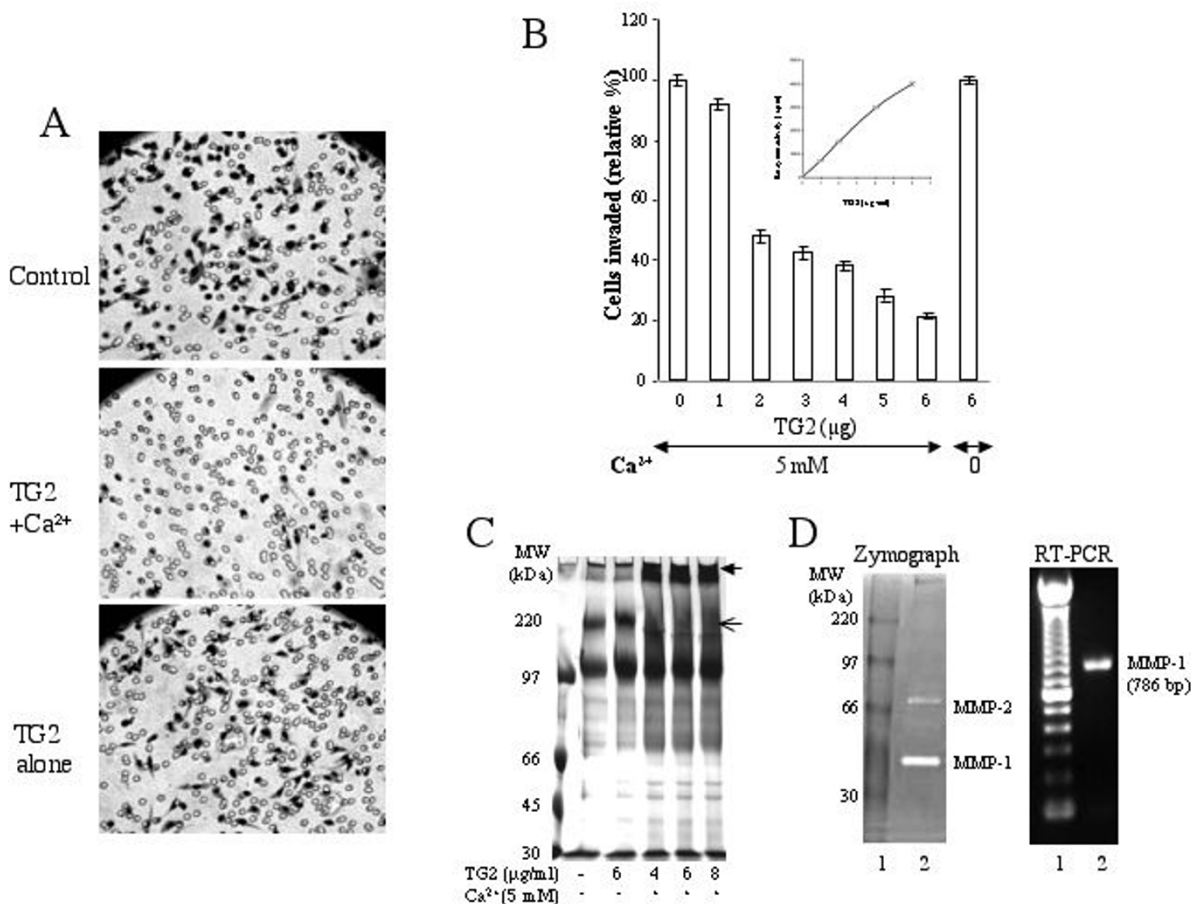 A
Control
TG2
+Ca²⁺
TG2
alone
B
Cells invaded (relative %)
120
100
80
60
40
20
0
0 1 2 3 4 5 6 6
TG2 (µg)
Ca²⁺
5 mM
0
C
MW
(kDa)
220
97
66
45
30
TG2 (µg/ml) - 6 4 6 8
Ca²⁺(5 mM) - -
D
Zymograph
MW
(kDa)
220
97
66
30
MMP-2
MMP-1
1 2
RT-PCR
MMP-1
(786 bp)
1 2